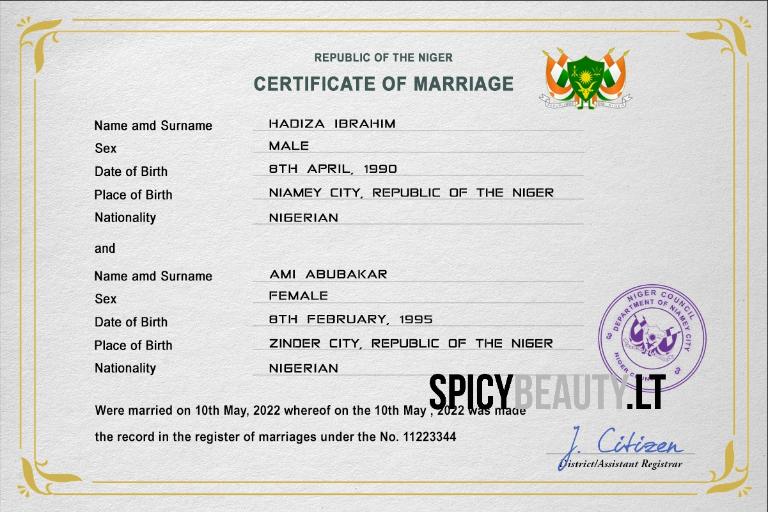 REPUBLIC OF THE NIGER
CERTIFICATE OF MARRIAGE
Name amd Surname HADIZA IBRAHIM
Sex MALE
Date of Birth 8TH APRIL, 1990
Place of Birth NIAMEY CITY, REPUBLIC OF THE NIGER
Nationality NIGERIAN
and
Name amd Surname AMI ABUBAKAR
Sex FEMALE
Date of Birth 8TH FEBRUARY, 1995
Place of Birth ZINDER CITY, REPUBLIC OF THE NIGER
Nationality NIGERIAN
NIGER COUNCIL
DEPARTMENT OF NIAMEY CITY
SPICYBEAUTY.LT
Were married on 10th May, 2022 whereof on the 10th May , 2022 was made
the record in the register of marriages under the No. 11223344
J. Citizen
District/Assistant Registrar